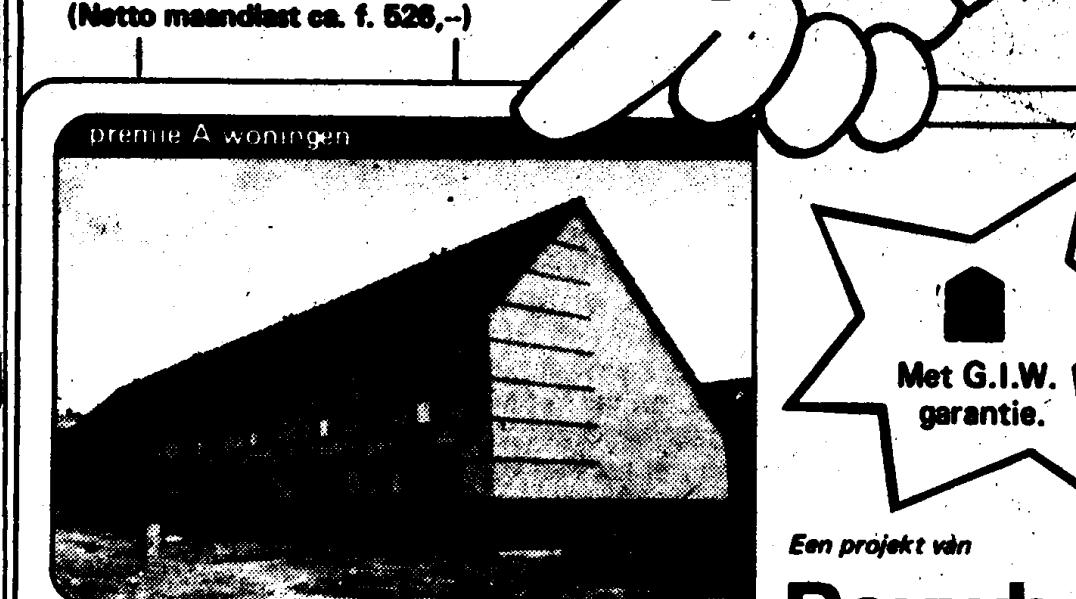 (Netto maandlast ca. f. 526,--)
premie A woningen
Met G.I.W.
garantie.
Een projekt van